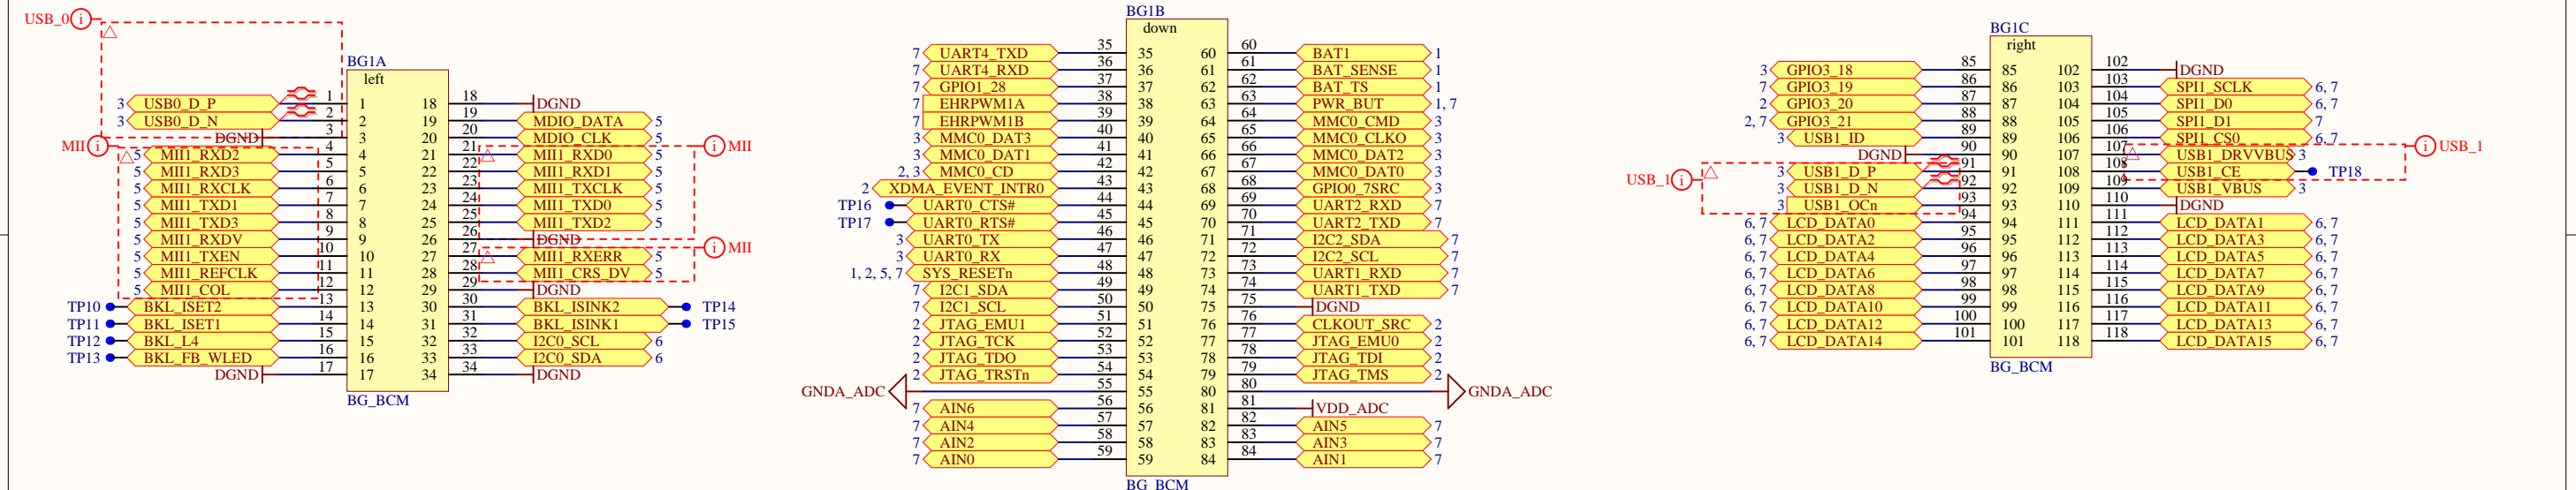 USB_0 i
BG1A
left
3 USB0_D_P 1 1 18 18 DGND
3 USB0_D_N 2 2 19 19 MDIO_DATA 5
DGND 3 3 20 20 MDIO_CLK 5
MII i
i MII
5 MII1_RXD2 4 4 21 21 MII1_RXD0 5
5 MII1_RXD3 5 5 22 22 MII1_RXD1 5
5 MII1_RXCLK 6 6 23 23 MII1_TXCLK 5
5 MII1_TXD1 7 7 24 24 MII1_TXD0 5
5 MII1_TXD3 8 8 25 25 MII1_TXD2 5
5 MII1_RXDV 9 9 26 26 DGND
i MII
5 MII1_TXEN 10 10 27 27 MII1_RXERR 5
5 MII1_REFCLK 11 11 28 28 MII1_CRS_DV 5
5 MII1_COL 12 12 29 29 DGND
TP10 BKL_ISET2 13 13 30 30 BKL_ISINK2 TP14
TP11 BKL_ISET1 14 14 31 31 BKL_ISINK1 TP15
TP12 BKL_L4 15 15 32 32 I2C0_SCL 6
TP13 BKL_FB_WLED 16 16 33 33 I2C0_SDA 6
DGND 17 17 34 34 DGND
BG_BCM
BG1B
down
7 UART4_TXD 35 35 60 60 BAT1 1
7 UART4_RXD 36 36 61 61 BAT_SENSE 1
7 GPIO1_28 37 37 62 62 BAT_TS 1
7 EHRPWM1A 38 38 63 63 PWR_BUT 1, 7
7 EHRPWM1B 39 39 64 64 MMC0_CMD 3
3 MMC0_DAT3 40 40 65 65 MMC0_CLKO 3
3 MMC0_DAT1 41 41 66 66 MMC0_DAT2 3
2, 3 MMC0_CD 42 42 67 67 MMC0_DAT0 3
2 XDMA_EVENT_INTR0 43 43 68 68 GPIO0_7SRC 3
TP16 UART0_CTS# 44 44 69 69 UART2_RXD 7
TP17 UART0_RTS# 45 45 70 70 UART2_TXD 7
3 UART0_TX 46 46 71 71 I2C2_SDA 7
3 UART0_RX 47 47 72 72 I2C2_SCL 7
1, 2, 5, 7 SYS_RESETn 48 48 73 73 UART1_RXD 7
7 I2C1_SDA 49 49 74 74 UART1_TXD 7
7 I2C1_SCL 50 50 75 75 DGND
2 JTAG_EMU1 51 51 76 76 CLKOUT_SRC 2
2 JTAG_TCK 52 52 77 77 JTAG_EMU0 2
2 JTAG_TDO 53 53 78 78 JTAG_TDI 2
2 JTAG_TRSTn 54 54 79 79 JTAG_TMS 2
GNDA_ADC 55 55 80 80 GNDA_ADC
7 AIN6 56 56 81 81 VDD_ADC
7 AIN4 57 57 82 82 AIN5 7
7 AIN2 58 58 83 83 AIN3 7
7 AIN0 59 59 84 84 AIN1 7
BG_BCM
BG1C
right
3 GPIO3_18 85 85 102 102 DGND
7 GPIO3_19 86 86 103 103 SPI1_SCLK 6, 7
2 GPIO3_20 87 87 104 104 SPI1_D0 6, 7
2, 7 GPIO3_21 88 88 105 105 SPI1_D1 7
3 USB1_ID 89 89 106 106 SPI1_CS0 6, 7
i USB_1
DGND 90 90 107 107 USB1_DRVVBUS 3
3 USB1_D_P 91 91 108 108 USB1_CE TP18
USB_1 i
3 USB1_D_N 92 92 109 109 USB1_VBUS 3
3 USB1_OCn 93 93 110 110 DGND
6, 7 LCD_DATA0 94 94 111 111 LCD_DATA1 6, 7
6, 7 LCD_DATA2 95 95 112 112 LCD_DATA3 6, 7
6, 7 LCD_DATA4 96 96 113 113 LCD_DATA5 6, 7
6, 7 LCD_DATA6 97 97 114 114 LCD_DATA7 6, 7
6, 7 LCD_DATA8 98 98 115 115 LCD_DATA9 6, 7
6, 7 LCD_DATA10 99 99 116 116 LCD_DATA11 6, 7
6, 7 LCD_DATA12 100 100 117 117 LCD_DATA13 6, 7
6, 7 LCD_DATA14 101 101 118 118 LCD_DATA15 6, 7
BG_BCM